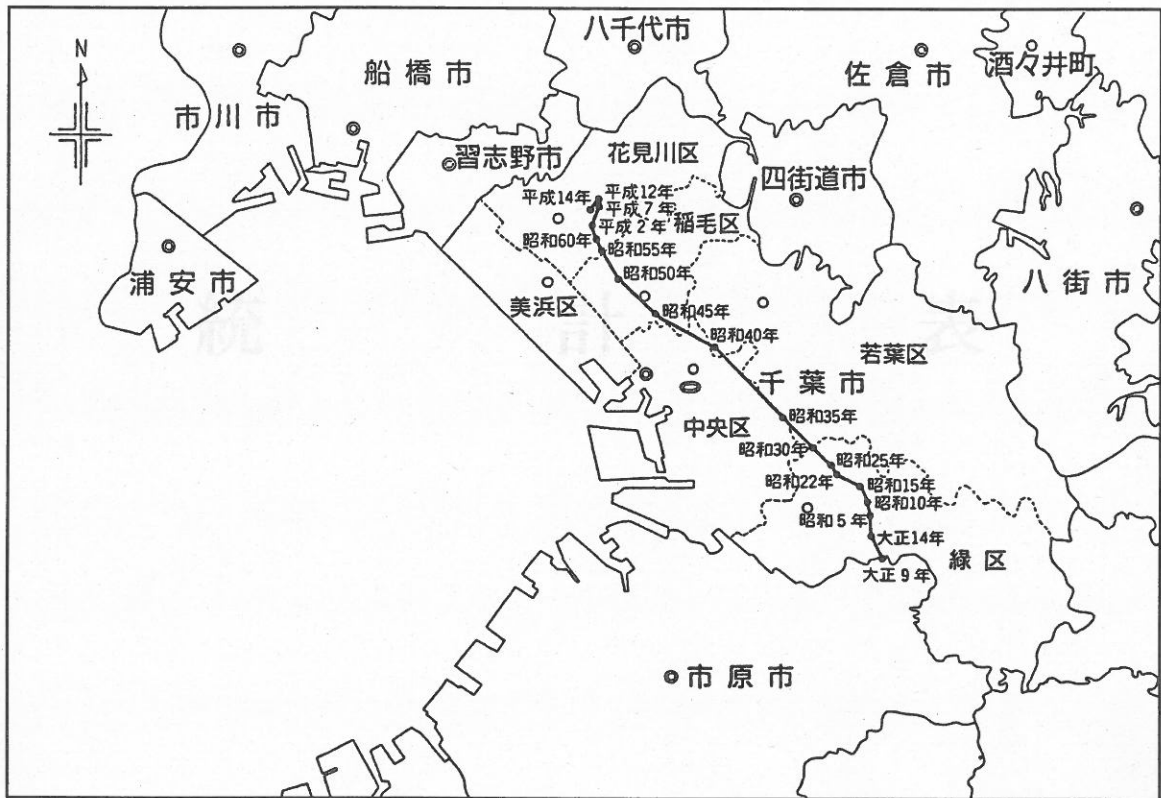 八千代市
佐倉市
酒々井町
N
船橋市
市川市
習志野市
花見川区
四街道市
平成14年
平成12年
平成7年
稲毛区
平成2年
昭和60年
昭和55年
浦安市
昭和50年
八街市
美浜区
昭和45年
統計表
昭和40年
若葉区
千葉市
昭和35年
中央区
昭和30年
昭和25年
昭和22年
昭和15年
昭和10年
昭和5年
大正14年
緑区
大正9年
市原市